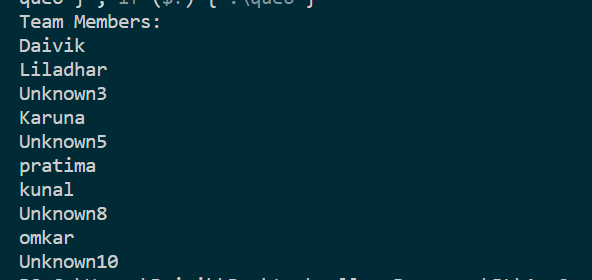 Team Members:
Daivik
Liladhar
Unknown3
Karuna
Unknown5
pratima
kunal
Unknown8
omkar
Unknown10